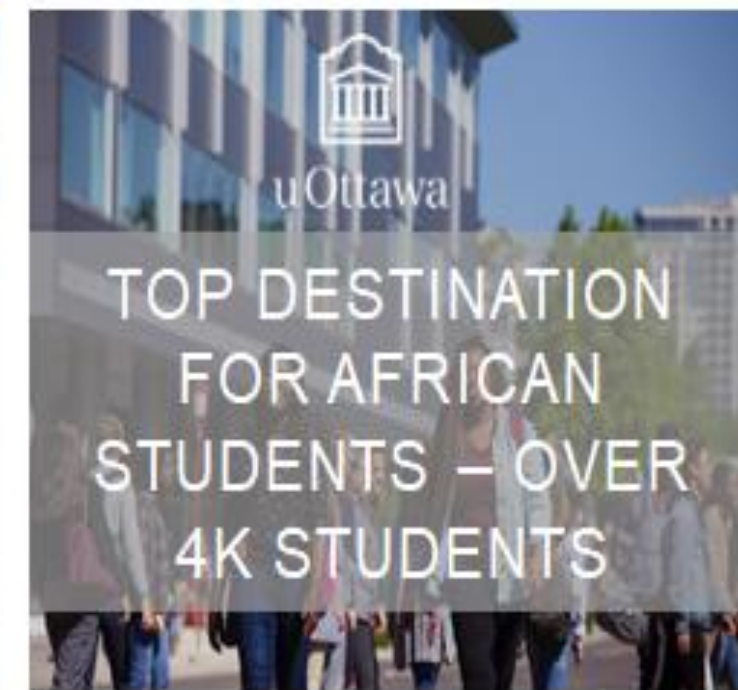 uOttawa
TOP DESTINATION
FOR AFRICAN
STUDENTS – OVER
4K STUDENTS